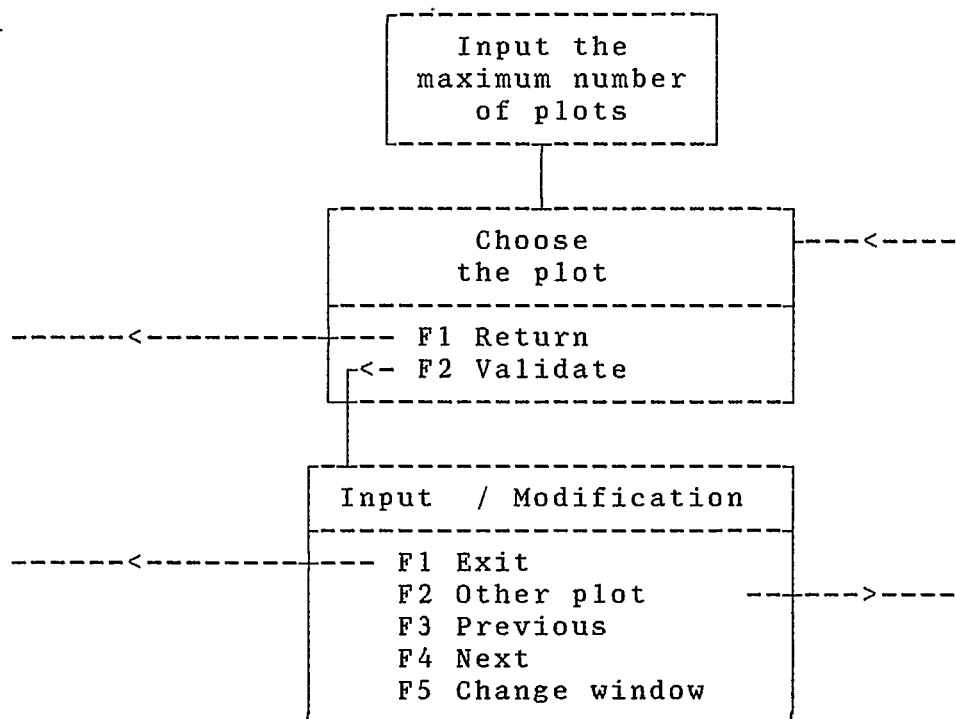 Input the
maximum number
of plots
Choose
the plot
F1 Return
F2 Validate
Input / Modification
F1 Exit
F2 Other plot
F3 Previous
F4 Next
F5 Change window